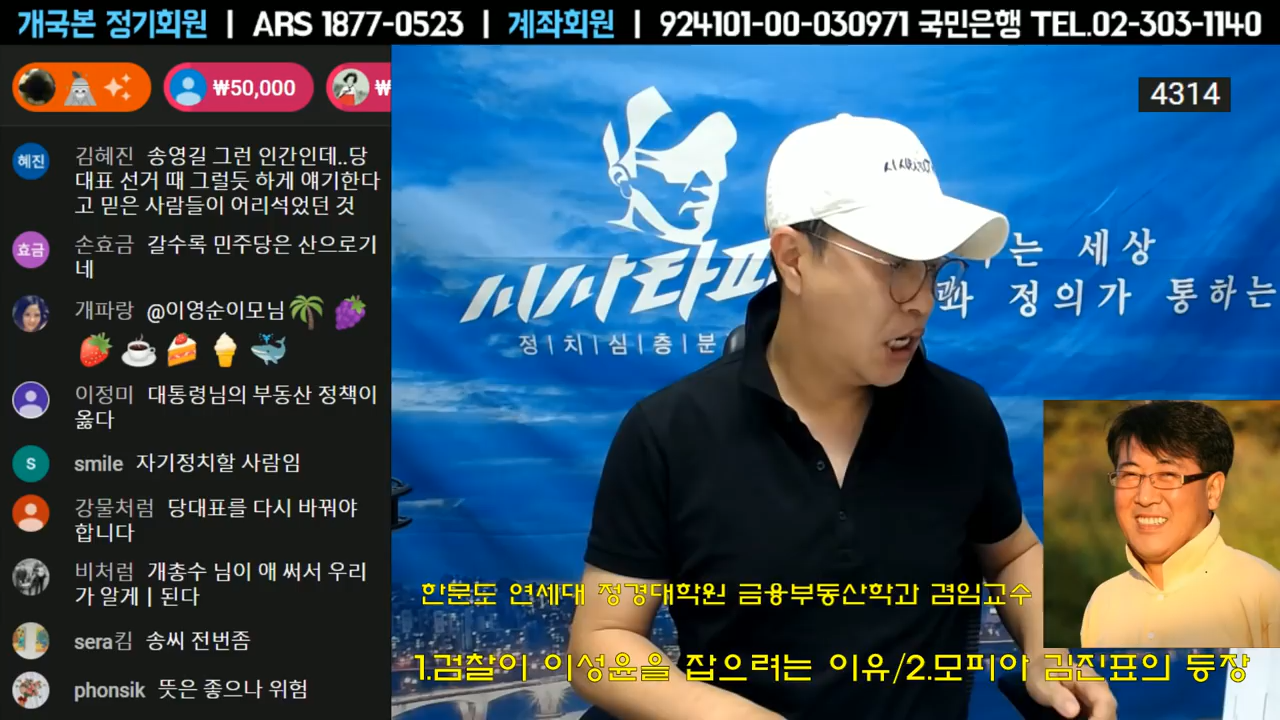 개국본 정기회원 | ARS 1877-0523 | 계좌회원 | 924101-00-030971 국민은행 TEL.02-303-1140
₩50,000
₩
4314
혜진
김혜진 송영길 그런 인간인데..당
대표 선거 때 그럴듯 하게 얘기한다
고 믿은 사람들이 어리석었던 것
효금
손효금 갈수록 민주당은 산으로기
네
개파랑 @이영순이모님🌴🍇
🍓☕🍰🍦🐳
이정미 대통령님의 부동산 정책이
옳다
S
smile 자기정치할 사람임
강물처럼 당대표를 다시 바꿔야
합니다
비처럼 개총수 님이 애 써서 우리
가 알게 | 된다
sera킴 송씨 전번좀
phonsik 뜻은 좋으나 위험
시사타파
정|치|심|층|분
는 세상
과 정의가 통하는
한문도 연세대 정경대학원 금융부동산학과 겸임교수
1.검찰이 이성윤을 잡으려는 이유/2.모피아 김진표의 등장